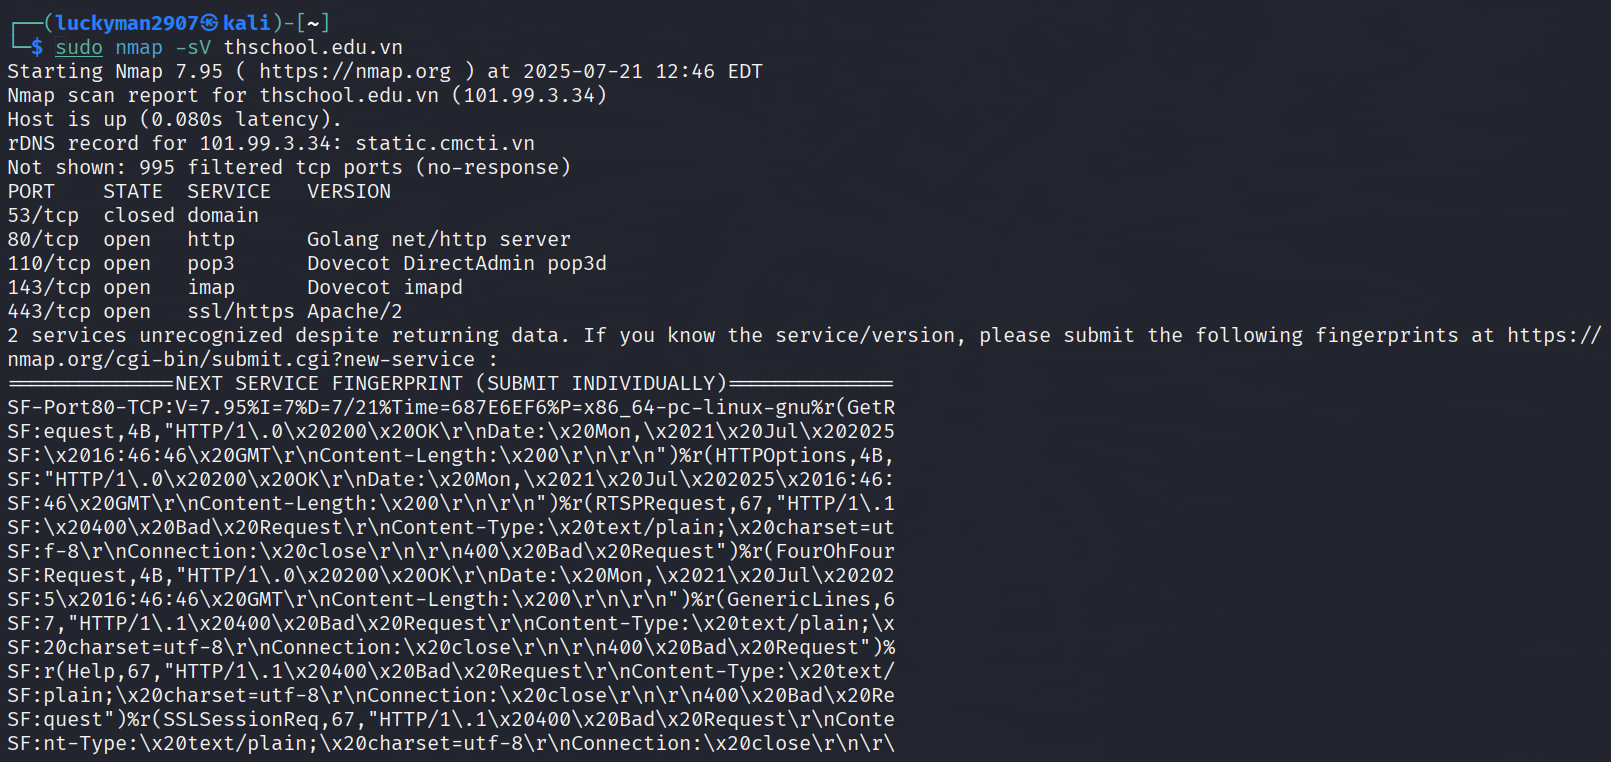 ┌──(luckyman2907㉿kali)-[~]
└─$ sudo nmap -sV thschool.edu.vn
Starting Nmap 7.95 ( https://nmap.org ) at 2025-07-21 12:46 EDT
Nmap scan report for thschool.edu.vn (101.99.3.34)
Host is up (0.080s latency).
rDNS record for 101.99.3.34: static.cmcti.vn
Not shown: 995 filtered tcp ports (no-response)
PORT    STATE  SERVICE   VERSION
53/tcp  closed domain
80/tcp  open   http      Golang net/http server
110/tcp open   pop3      Dovecot DirectAdmin pop3d
143/tcp open   imap      Dovecot imapd
443/tcp open   ssl/https Apache/2
2 services unrecognized despite returning data. If you know the service/version, please submit the following fingerprints at https://
nmap.org/cgi-bin/submit.cgi?new-service :
==============NEXT SERVICE FINGERPRINT (SUBMIT INDIVIDUALLY)==============
SF-Port80-TCP:V=7.95%I=7%D=7/21%Time=687E6EF6%P=x86_64-pc-linux-gnu%r(GetR
SF:equest,4B,"HTTP/1\.0\x20200\x20OK\r\nDate:\x20Mon,\x2021\x20Jul\x202025
SF:\x2016:46:46\x20GMT\r\nContent-Length:\x200\r\n\r\n")%r(HTTPOptions,4B,
SF:"HTTP/1\.0\x20200\x20OK\r\nDate:\x20Mon,\x2021\x20Jul\x202025\x2016:46:
SF:46\x20GMT\r\nContent-Length:\x200\r\n\r\n")%r(RTSPRequest,67,"HTTP/1\.1
SF:\x20400\x20Bad\x20Request\r\nContent-Type:\x20text/plain;\x20charset=ut
SF:f-8\r\nConnection:\x20close\r\n\r\n400\x20Bad\x20Request")%r(FourOhFour
SF:Request,4B,"HTTP/1\.0\x20200\x20OK\r\nDate:\x20Mon,\x2021\x20Jul\x20202
SF:5\x2016:46:46\x20GMT\r\nContent-Length:\x200\r\n\r\n")%r(GenericLines,6
SF:7,"HTTP/1\.1\x20400\x20Bad\x20Request\r\nContent-Type:\x20text/plain;\x
SF:20charset=utf-8\r\nConnection:\x20close\r\n\r\n400\x20Bad\x20Request")%
SF:r(Help,67,"HTTP/1\.1\x20400\x20Bad\x20Request\r\nContent-Type:\x20text/
SF:plain;\x20charset=utf-8\r\nConnection:\x20close\r\n\r\n400\x20Bad\x20Re
SF:quest")%r(SSLSessionReq,67,"HTTP/1\.1\x20400\x20Bad\x20Request\r\nConte
SF:nt-Type:\x20text/plain;\x20charset=utf-8\r\nConnection:\x20close\r\n\r\